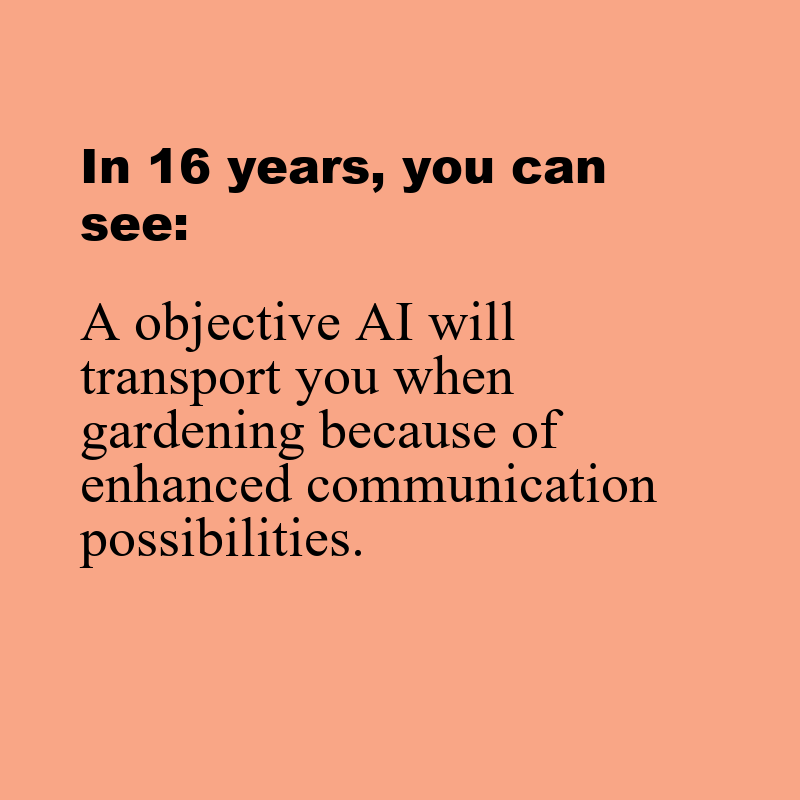 In 16 years, you can
see:
A objective AI will
transport you when
gardening because of
enhanced communication
possibilities.